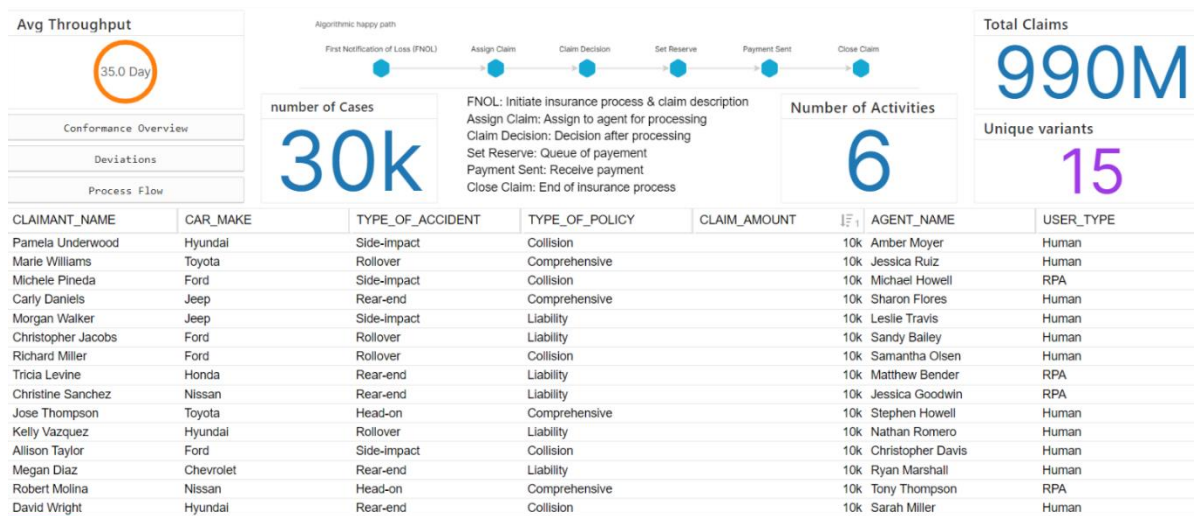 Avg Throughput
35.0 Day
Conformance Overview
Deviations
Process Flow
Algorithmic happy path
First Notification of Loss (FNOL) Assign Claim Claim Decision Set Reserve Payment Sent Close Claim
number of Cases
30k
FNOL: Initiate insurance process & claim description
Assign Claim: Assign to agent for processing
Claim Decision: Decision after processing
Set Reserve: Queue of payement
Payment Sent: Receive payment
Close Claim: End of insurance process
Number of Activities
6
Total Claims
990M
Unique variants
15
CLAIMANT_NAME CAR_MAKE TYPE_OF_ACCIDENT TYPE_OF_POLICY CLAIM_AMOUNT 1 AGENT_NAME USER_TYPE
Pamela Underwood Hyundai Side-impact Collision 10k Amber Moyer Human
Marie Williams Toyota Rollover Comprehensive 10k Jessica Ruiz Human
Michele Pineda Ford Side-impact Collision 10k Michael Howell RPA
Carly Daniels Jeep Rear-end Comprehensive 10k Sharon Flores Human
Morgan Walker Jeep Side-impact Liability 10k Leslie Travis Human
Christopher Jacobs Ford Rollover Liability 10k Sandy Bailey Human
Richard Miller Ford Rollover Collision 10k Samantha Olsen Human
Tricia Levine Honda Rear-end Liability 10k Matthew Bender RPA
Christine Sanchez Nissan Rear-end Liability 10k Jessica Goodwin RPA
Jose Thompson Toyota Head-on Comprehensive 10k Stephen Howell Human
Kelly Vazquez Hyundai Rollover Liability 10k Nathan Romero Human
Allison Taylor Ford Side-impact Collision 10k Christopher Davis Human
Megan Diaz Chevrolet Rear-end Liability 10k Ryan Marshall Human
Robert Molina Nissan Head-on Comprehensive 10k Tony Thompson RPA
David Wright Hyundai Rear-end Collision 10k Sarah Miller Human